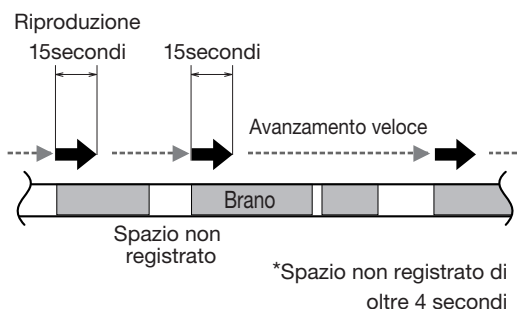 Riproduzione
15secondi
15secondi
Avanzamento veloce
Brano
Spazio non
registrato
*Spazio non registrato di
oltre 4 secondi